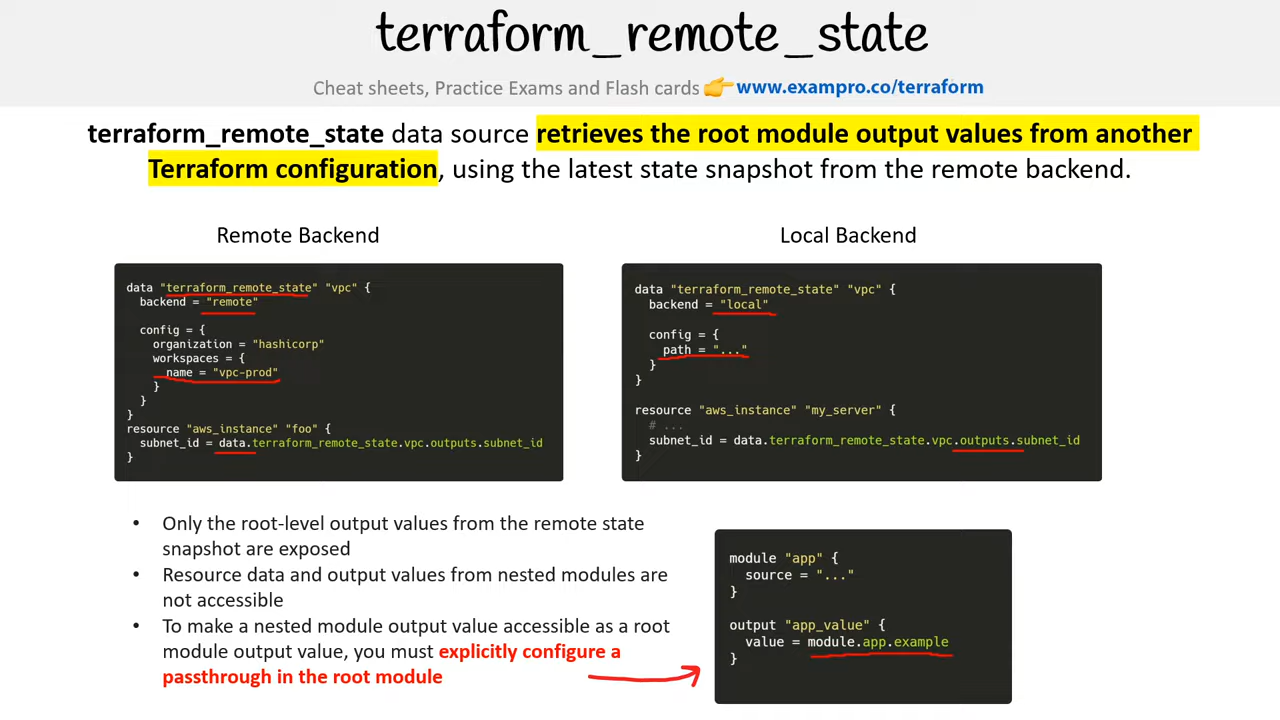 terraform_remote_state
Cheat sheets, Practice Exams and Flash cards 👉 www.exampro.co/terraform
terraform_remote_state data source retrieves the root module output values from another
Terraform configuration, using the latest state snapshot from the remote backend.
Remote Backend
data "terraform_remote_state" "vpc" {
  backend = "remote"

  config = {
    organization = "hashicorp"
    workspaces = {
      name = "vpc-prod"
    }
  }
}
resource "aws_instance" "foo" {
  subnet_id = data.terraform_remote_state.vpc.outputs.subnet_id
}
Local Backend
data "terraform_remote_state" "vpc" {
  backend = "local"

  config = {
    path = "..."
  }
}

resource "aws_instance" "my_server" {
  # ...
  subnet_id = data.terraform_remote_state.vpc.outputs.subnet_id
}
• Only the root-level output values from the remote state
snapshot are exposed
• Resource data and output values from nested modules are
not accessible
• To make a nested module output value accessible as a root
module output value, you must explicitly configure a
passthrough in the root module
module "app" {
  source = "..."
}

output "app_value" {
  value = module.app.example
}